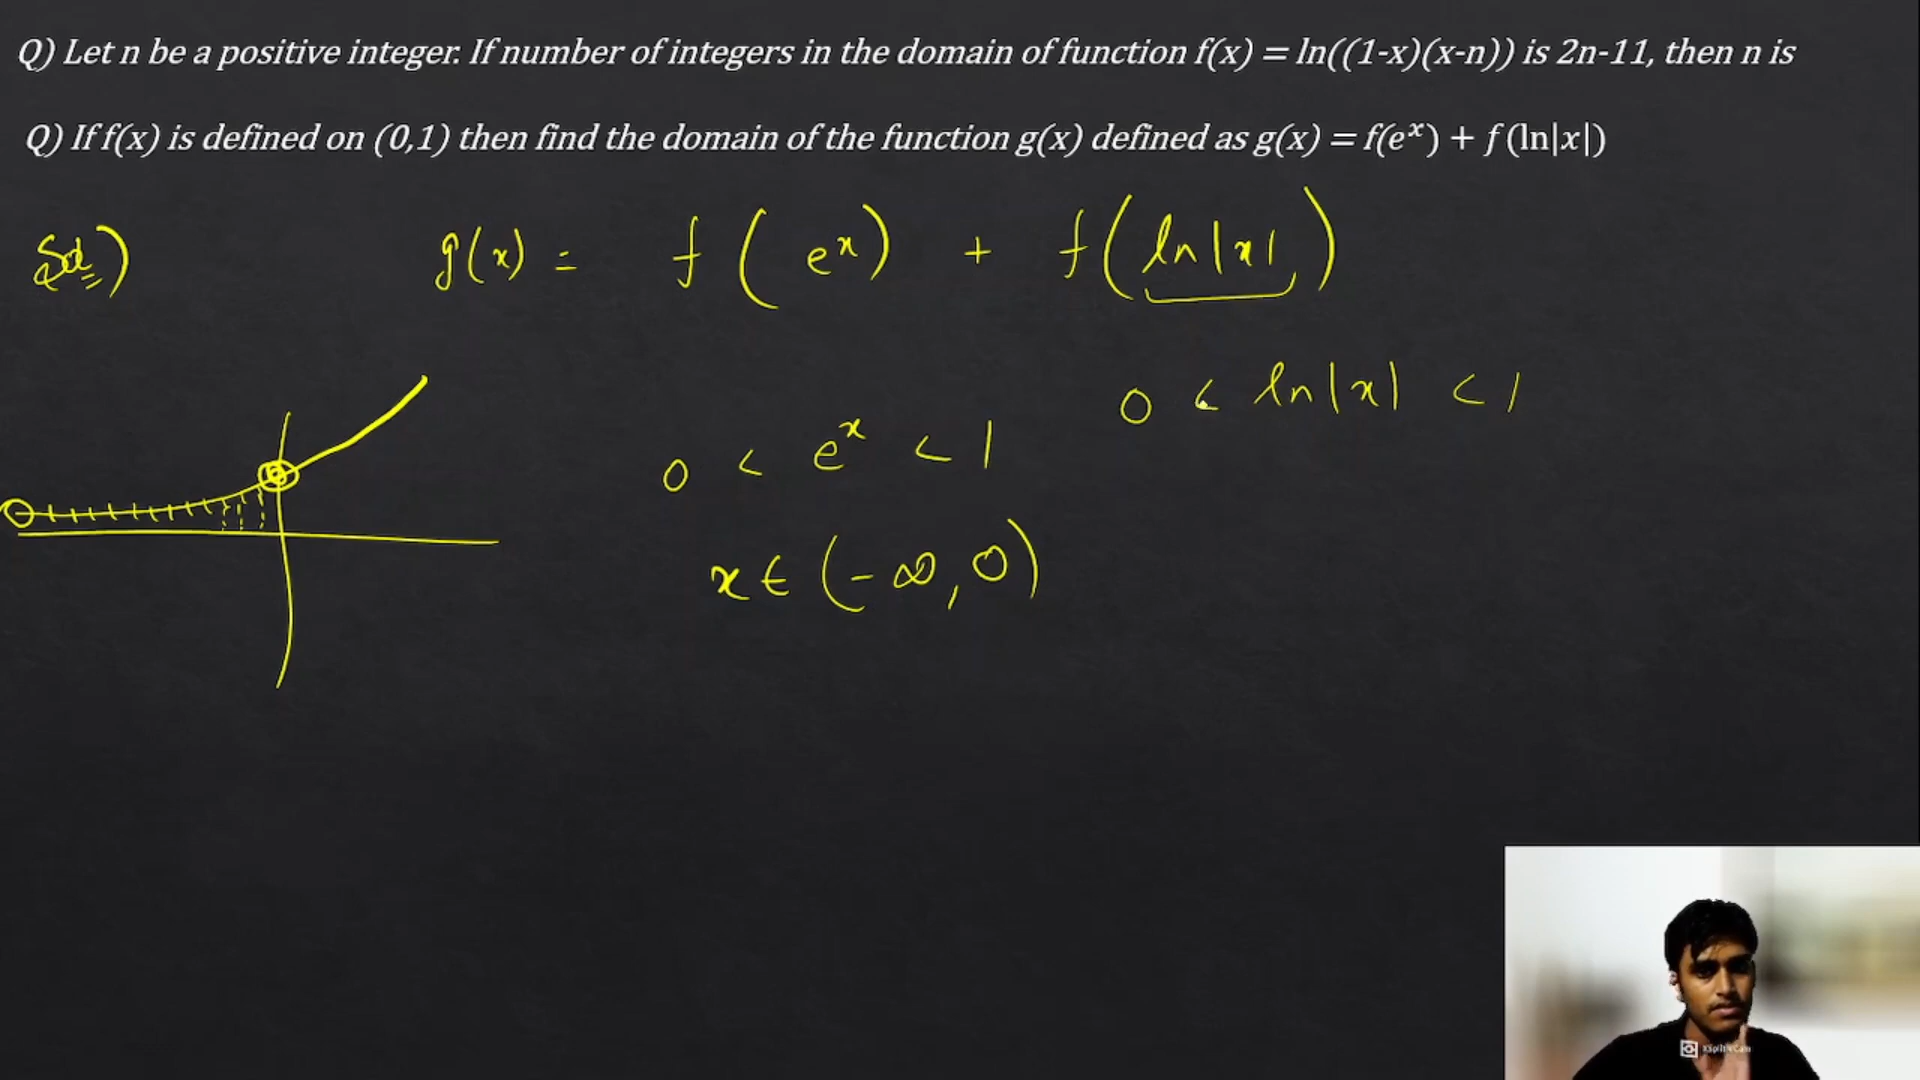 Q) Let n be a positive integer. If number of integers in the domain of function f(x) = ln((1-x)(x-n)) is 2n-11, then n is
Q) If f(x) is defined on (0,1) then find the domain of the function g(x) defined as g(x) = f(eˣ) + f(ln|x|)
Sol) g(x) = f(eˣ) + f(ln|x|)
0 < ln|x| < 1
0 < eˣ < 1
x ∈ (-∞, 0)
XSplit VCam